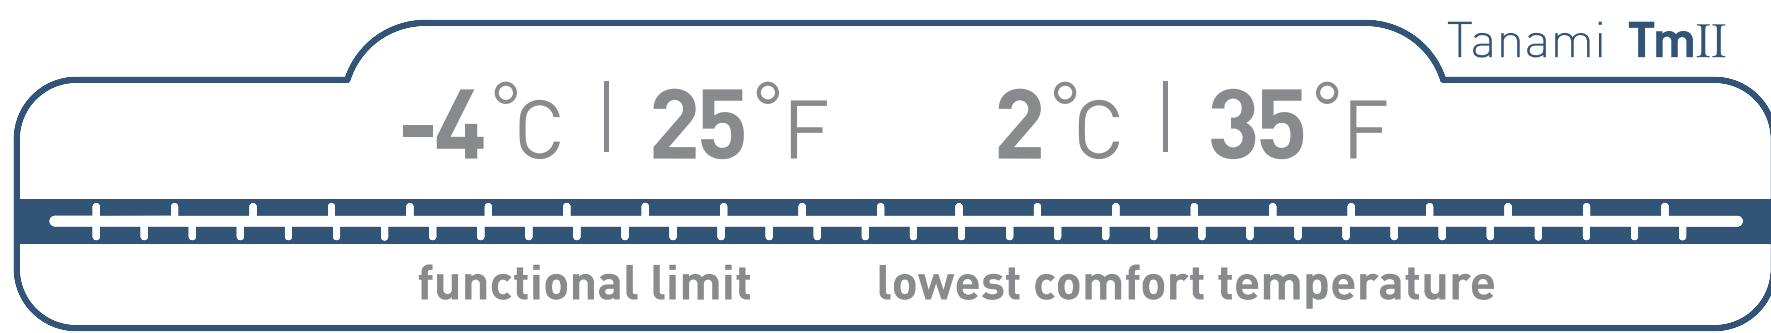 Tanami TmII
-4°C | 25°F 2°C | 35°F
functional limit lowest comfort temperature